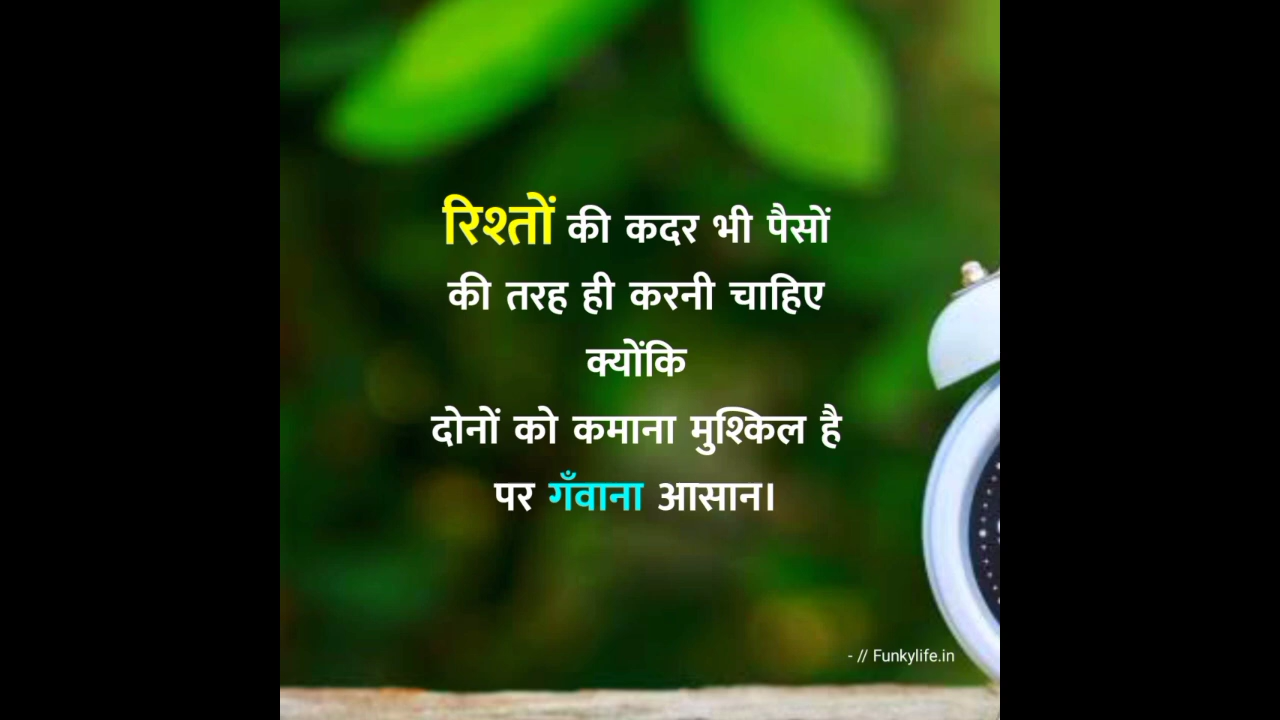 रिश्तों की कदर भी पैसों
की तरह ही करनी चाहिए
क्योंकि
दोनों को कमाना मुश्किल है
पर गँवाना आसान।
- // Funkylife.in